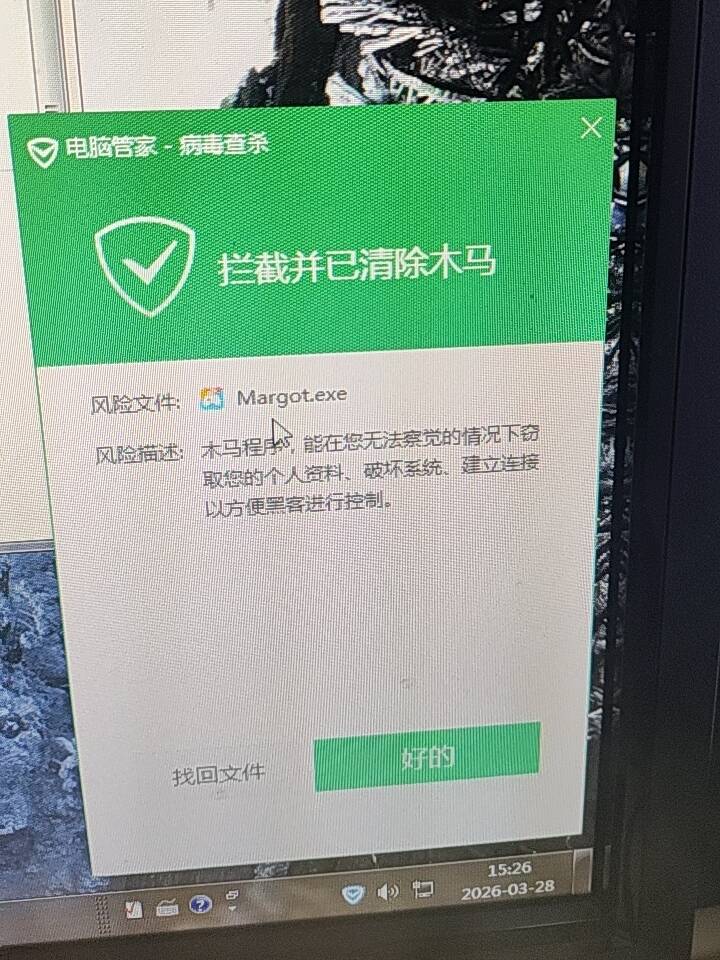 电脑管家 - 病毒查杀
拦截并已清除木马
风险文件: Margot.exe
风险描述: 木马程序，能在您无法察觉的情况下窃
取您的个人资料、破坏系统、建立连接
以方便黑客进行控制。
找回文件
好的
15:26
2026-03-28